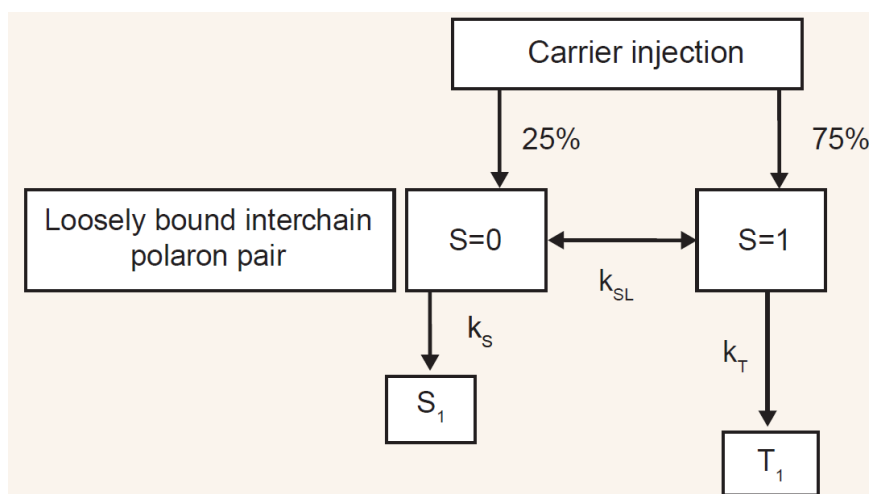 Carrier injection
25%
75%
Loosely bound interchain
polaron pair
S=0
S=1
k_SL
k_S
k_T
S_1
T_1